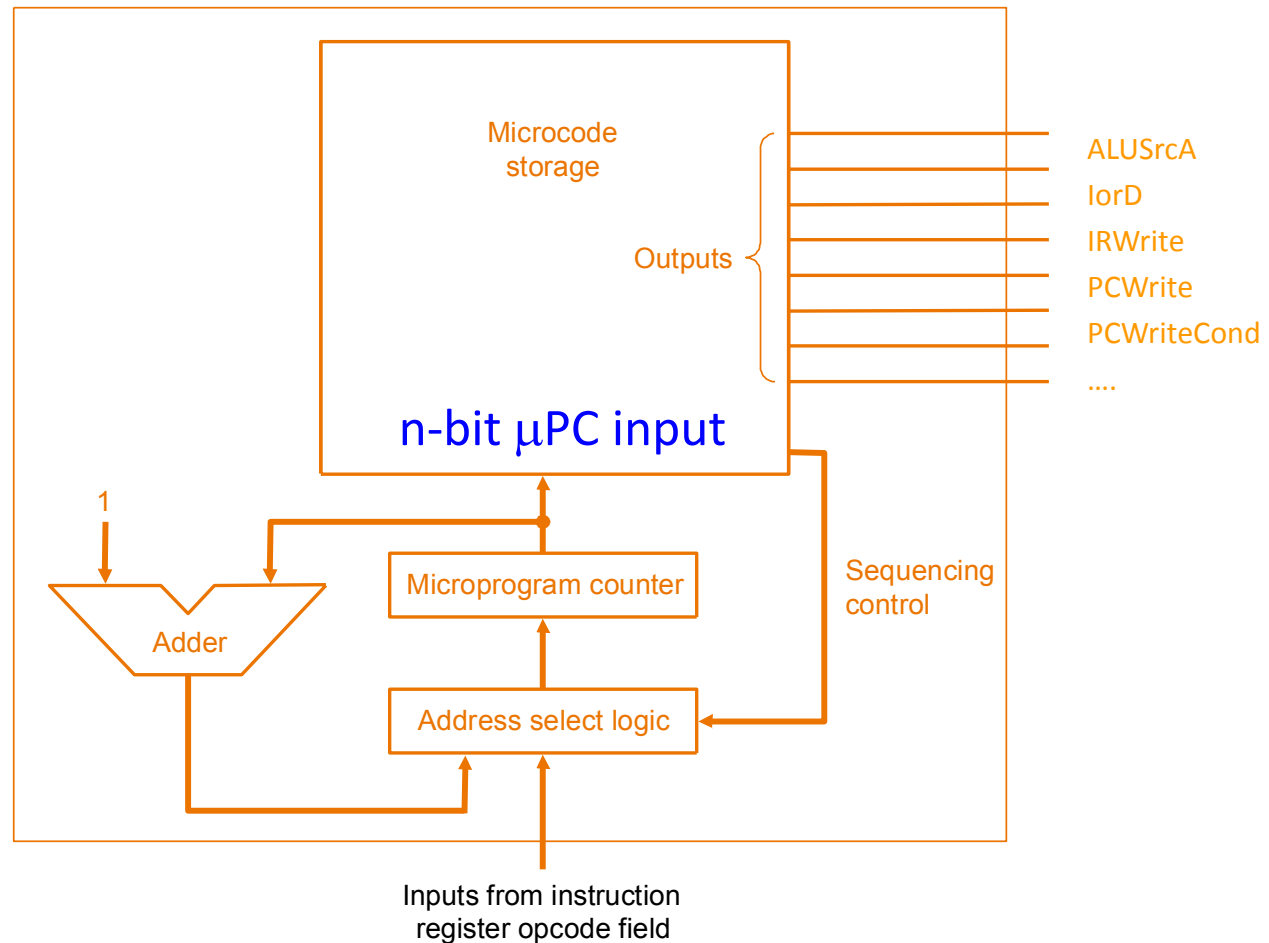 Microcode
storage
Outputs
ALUSrcA
IorD
IRWrite
PCWrite
PCWriteCond
....
n-bit μPC input
1
Adder
Microprogram counter
Sequencing
control
Address select logic
Inputs from instruction
register opcode field